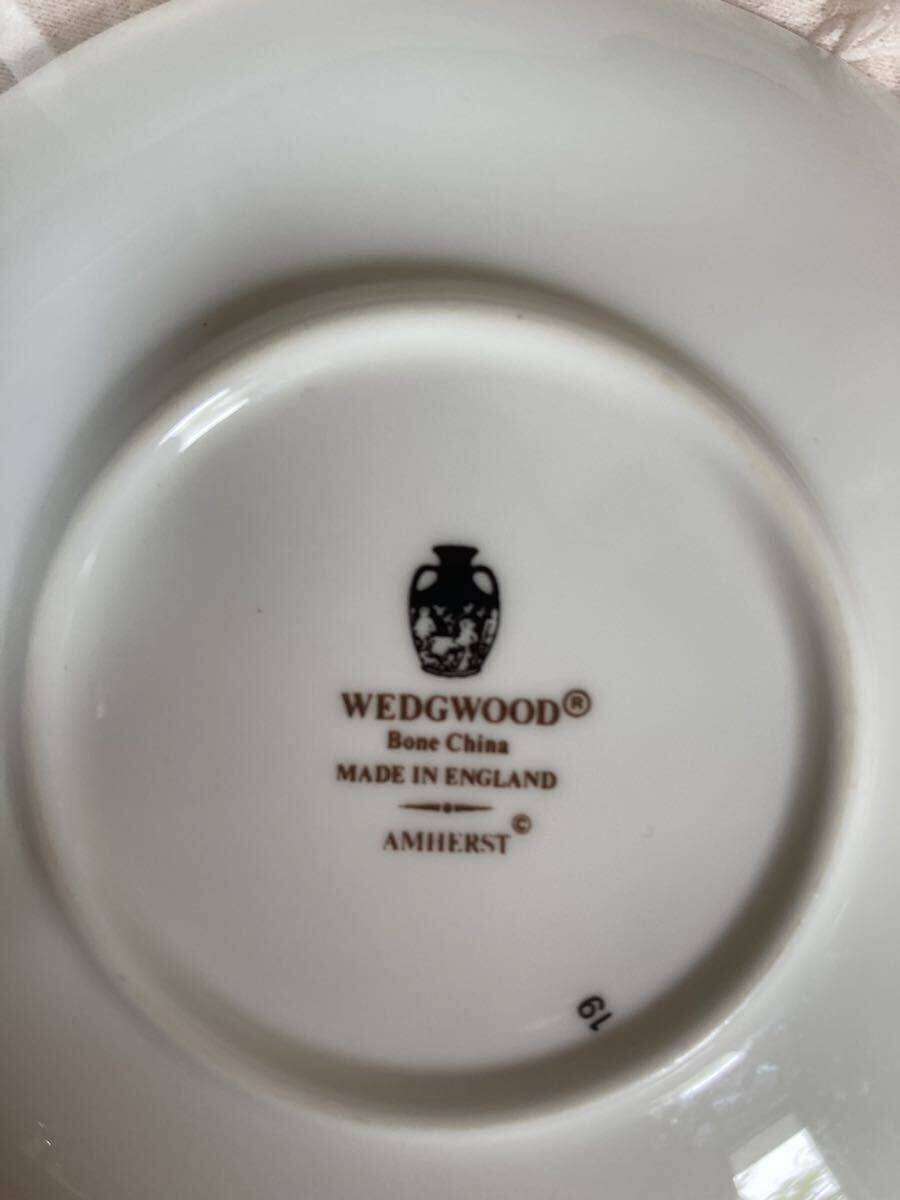 WEDGWOOD®
Bone China
MADE IN ENGLAND
AMHERST©
19